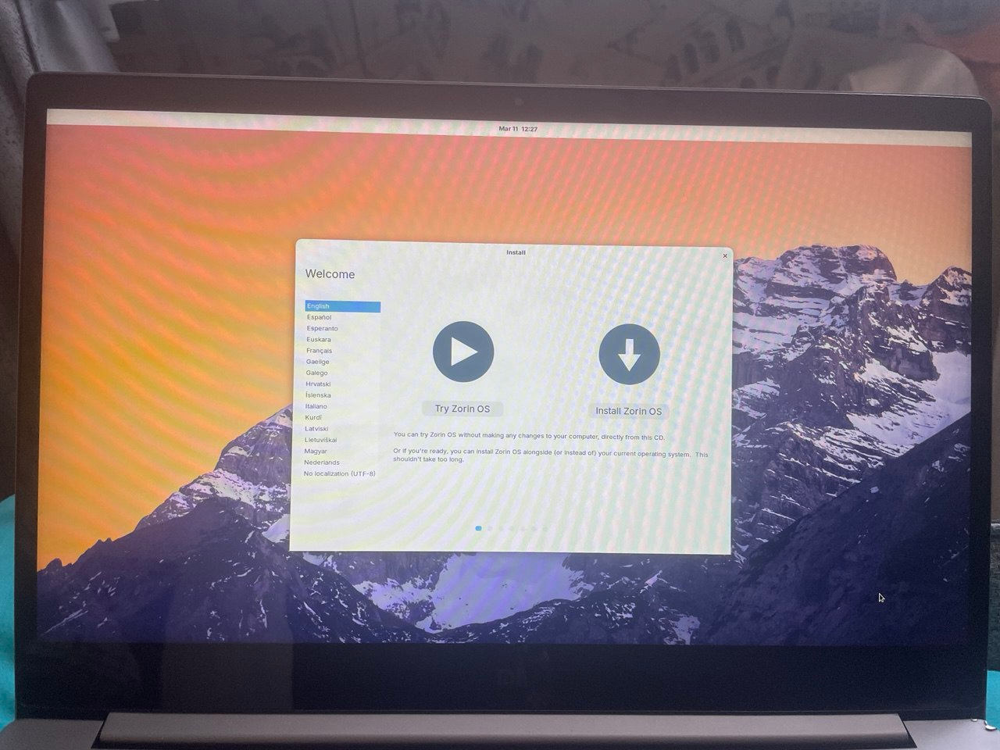 Mar 11 12:27
Install
Welcome
English
Español
Esperanto
Euskara
Français
Gaeilge
Galego
Hrvatski
Íslenska
Italiano
Kurdî
Latviski
Lietuviškai
Magyar
Nederlands
No localization (UTF-8)
Try Zorin OS
Install Zorin OS
You can try Zorin OS without making any changes to your computer, directly from this CD.
Or if you're ready, you can install Zorin OS alongside (or instead of) your current operating system. This
shouldn't take too long.